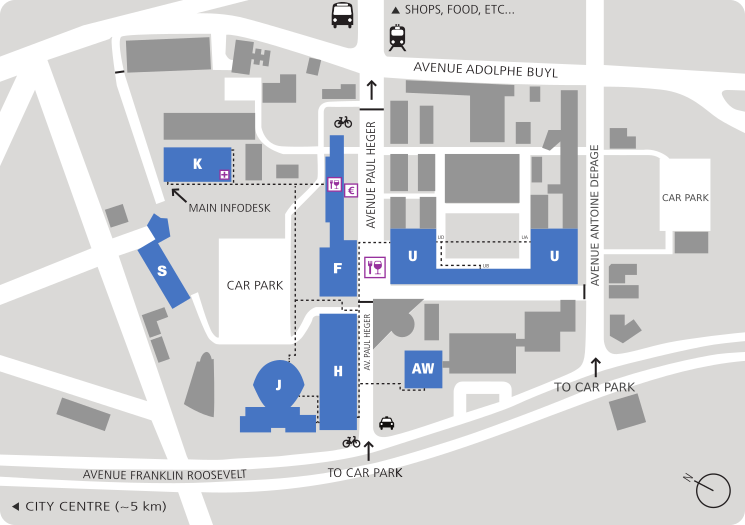 ▲ SHOPS, FOOD, ETC...
AVENUE ADOLPHE BUYL
AVENUE PAUL HEGER
AVENUE ANTOINE DEPAGE
K
MAIN INFODESK
€
CAR PARK
S
CAR PARK
F
U
U
UD
UA
UB
AV. PAUL HEGER
J
H
AW
TO CAR PARK
AVENUE FRANKLIN ROOSEVELT
TO CAR PARK
N
◄ CITY CENTRE (~5 km)